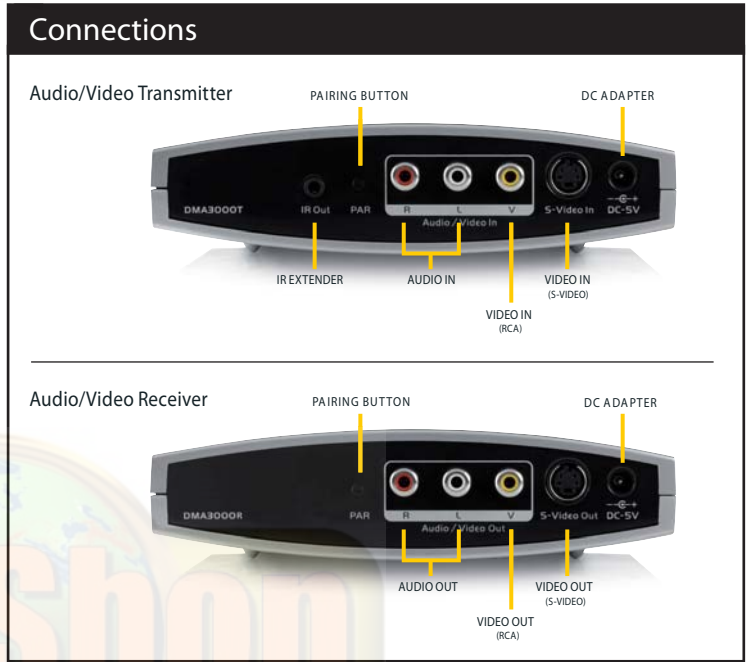 Connections
Audio/Video Transmitter
PAIRING BUTTON
DC ADAPTER
DMA3000T
IR Out
PAR
R
L
V
Audio/Video In
S-Video In
DC-5V
IR EXTENDER
AUDIO IN
VIDEO IN
(S-VIDEO)
VIDEO IN
(RCA)
Audio/Video Receiver
PAIRING BUTTON
DC ADAPTER
DMA3000R
PAR
R
L
V
Audio/Video Out
S-Video Out
DC-5V
AUDIO OUT
VIDEO OUT
(S-VIDEO)
VIDEO OUT
(RCA)
Shop